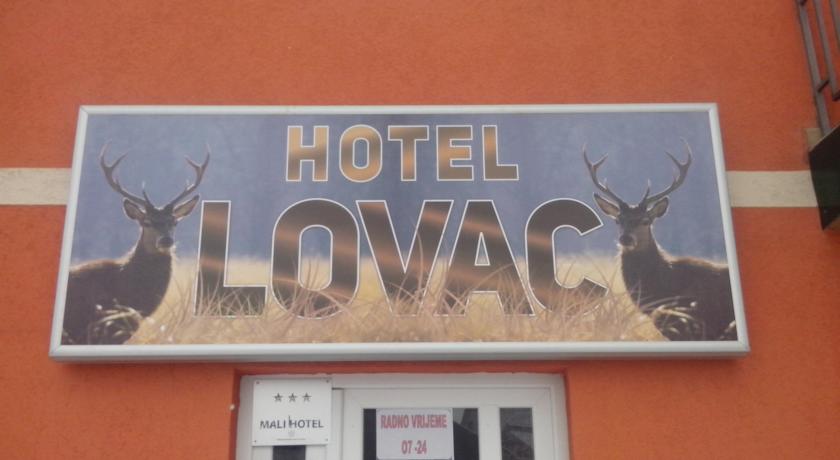 HOTEL
LOVAC
★ ★ ★
MALI HOTEL
RADNO VRIJEME
07-24